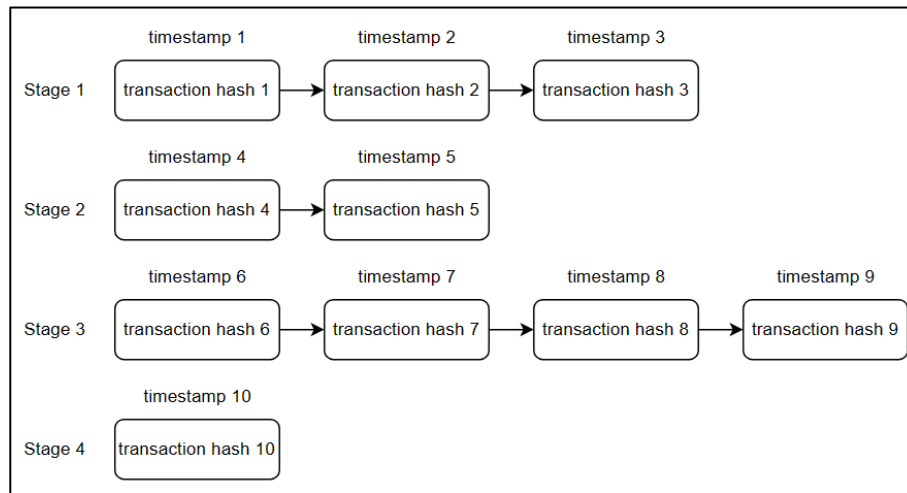 timestamp 1 timestamp 2 timestamp 3
Stage 1 transaction hash 1 transaction hash 2 transaction hash 3
timestamp 4 timestamp 5
Stage 2 transaction hash 4 transaction hash 5
timestamp 6 timestamp 7 timestamp 8 timestamp 9
Stage 3 transaction hash 6 transaction hash 7 transaction hash 8 transaction hash 9
timestamp 10
Stage 4 transaction hash 10